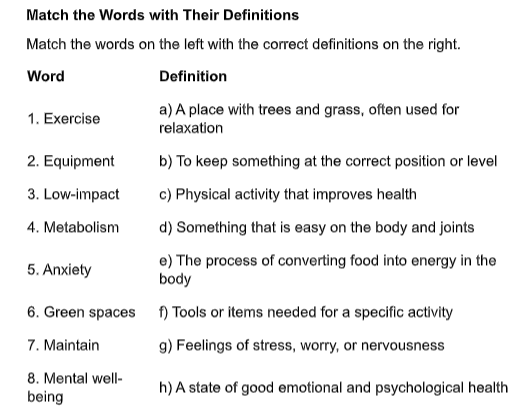 Match the Words with Their Definitions
Match the words on the left with the correct definitions on the right.
Word Definition
1. Exercise a) A place with trees and grass, often used for
relaxation
2. Equipment b) To keep something at the correct position or level
3. Low-impact c) Physical activity that improves health
4. Metabolism d) Something that is easy on the body and joints
5. Anxiety e) The process of converting food into energy in the
body
6. Green spaces f) Tools or items needed for a specific activity
7. Maintain g) Feelings of stress, worry, or nervousness
8. Mental well-
being h) A state of good emotional and psychological health